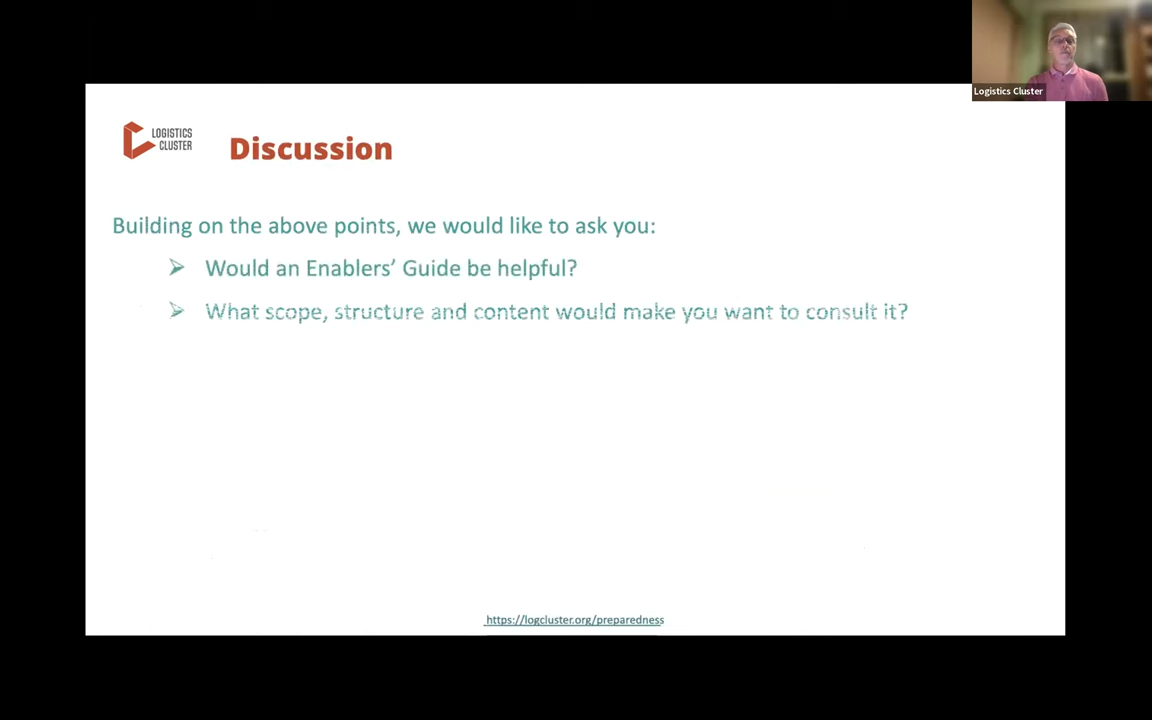 Logistics Cluster
LOGISTICS
CLUSTER
Discussion
Building on the above points, we would like to ask you:
Would an Enablers’ Guide be helpful?
What scope, structure and content would make you want to consult it?
https://logcluster.org/preparedness